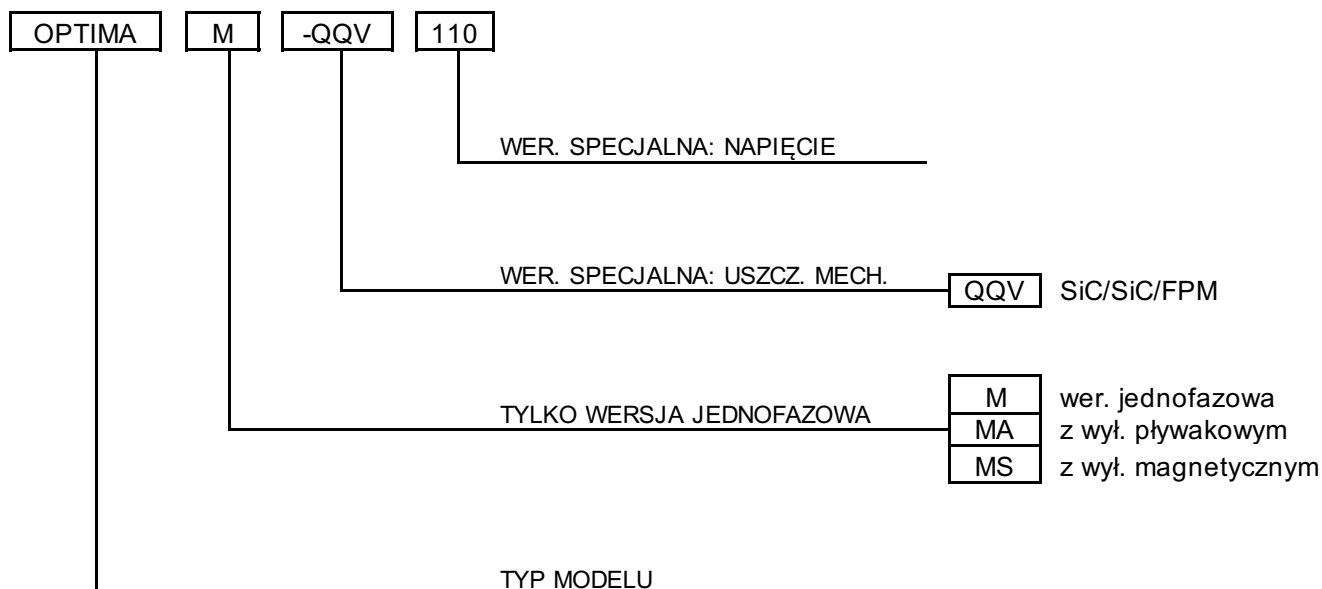 OPTIMA M -QQV 110
WER. SPECJALNA: NAPIĘCIE
WER. SPECJALNA: USZCZ. MECH. QQV SiC/SiC/FPM
M wer. jednofazowa
TYLKO WERSJA JEDNOFAZOWA
MA z wył. pływakowym
MS z wył. magnetycznym
TYP MODELU